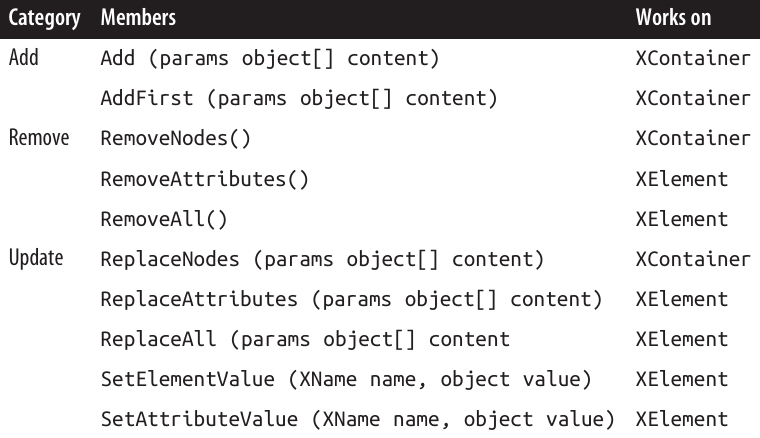 Category Members Works on
Add Add (params object[] content) XContainer
AddFirst (params object[] content) XContainer
Remove RemoveNodes() XContainer
RemoveAttributes() XElement
RemoveAll() XElement
Update ReplaceNodes (params object[] content) XContainer
ReplaceAttributes (params object[] content) XElement
ReplaceAll (params object[] content XElement
SetElementValue (XName name, object value) XElement
SetAttributeValue (XName name, object value) XElement